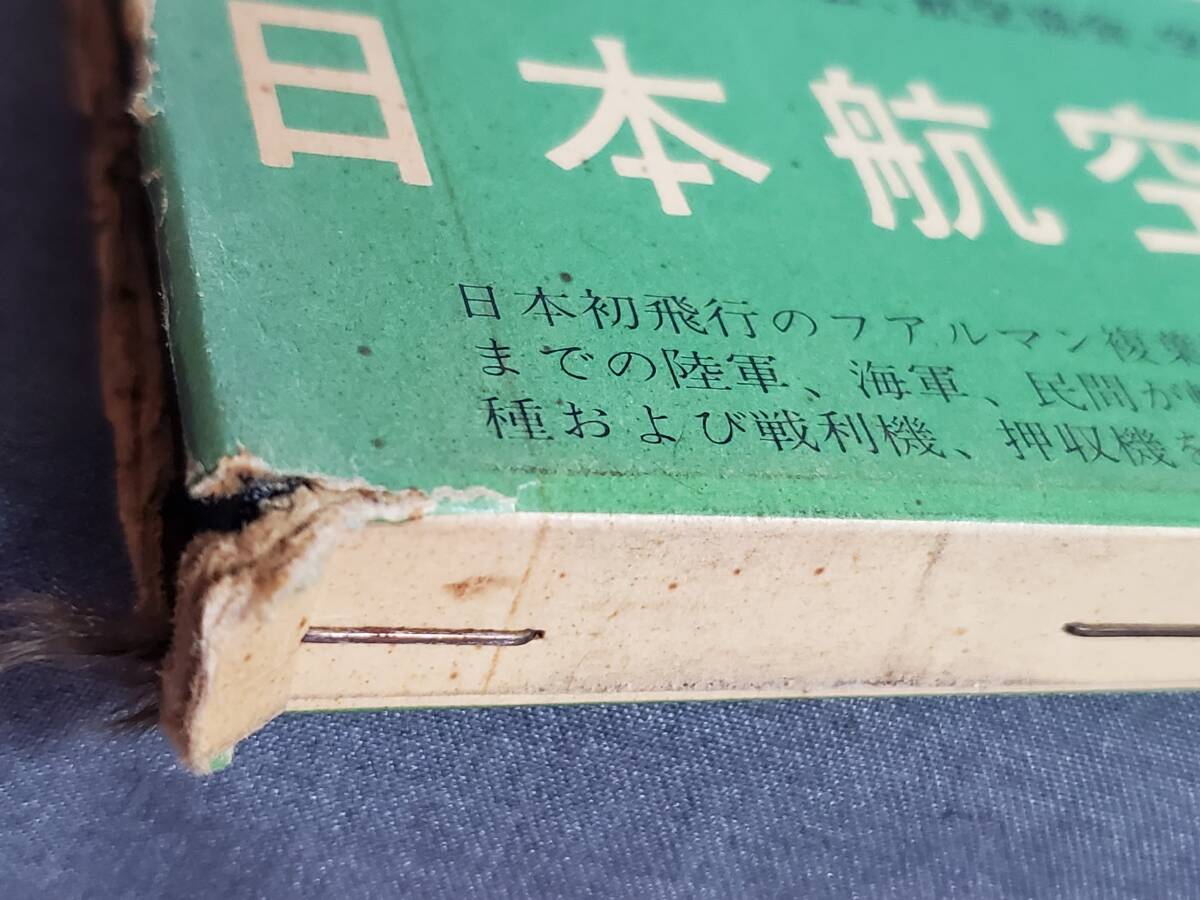 日本航空
日本初飛行のファルマン複葉
までの陸軍、海軍、民間が
種および戦利機、押収機を